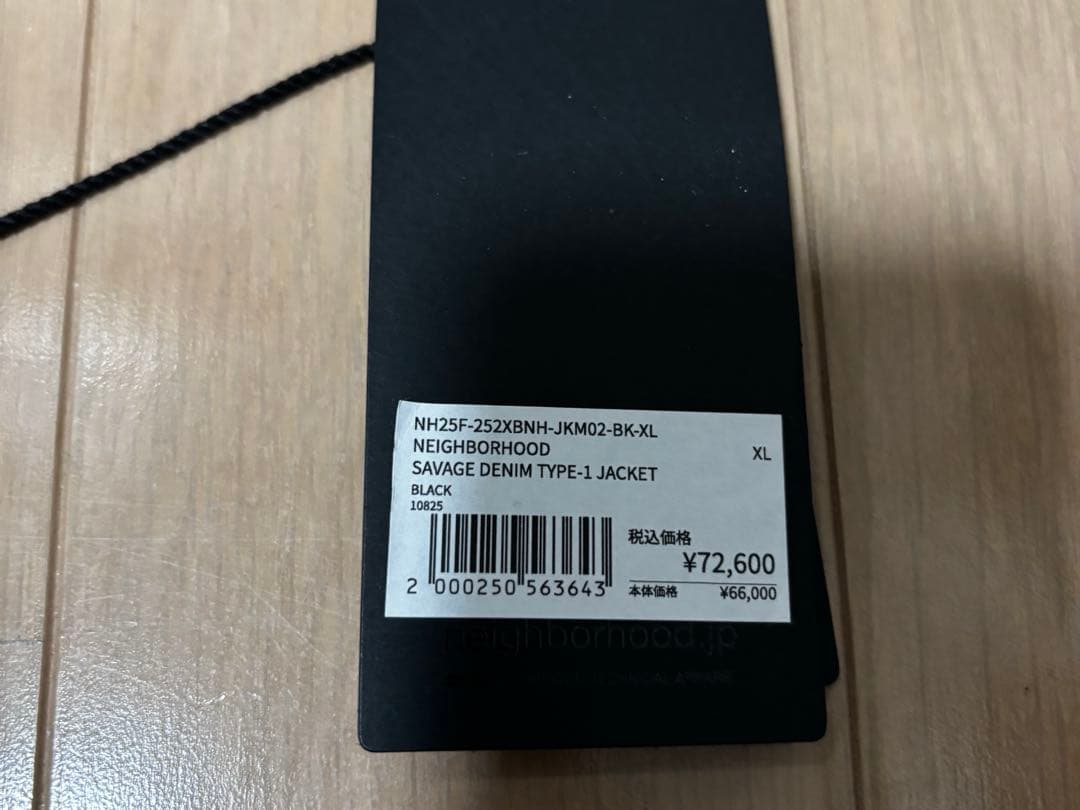 NH25F-252XBNH-JKM02-BK-XL
NEIGHBORHOOD XL
SAVAGE DENIM TYPE-1 JACKET
BLACK
10825
税込価格
¥72,600
本体価格 ¥66,000
2 000250 563643
neighborhood.jp